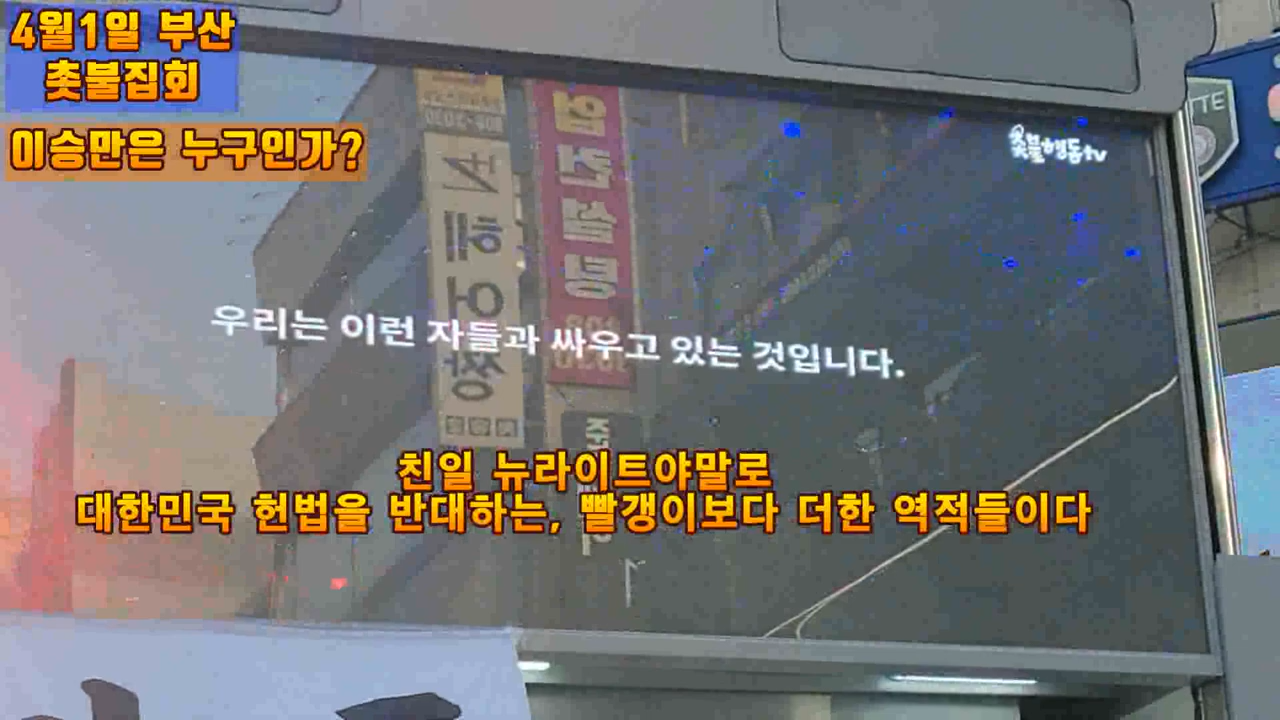 4월1일 부산
촛불집회
이승만은 누구인가?
촛불행동tv
우리는 이런 자들과 싸우고 있는 것입니다.
친일 뉴라이트야말로
대한민국 헌법을 반대하는, 빨갱이보다 더한 역적들이다